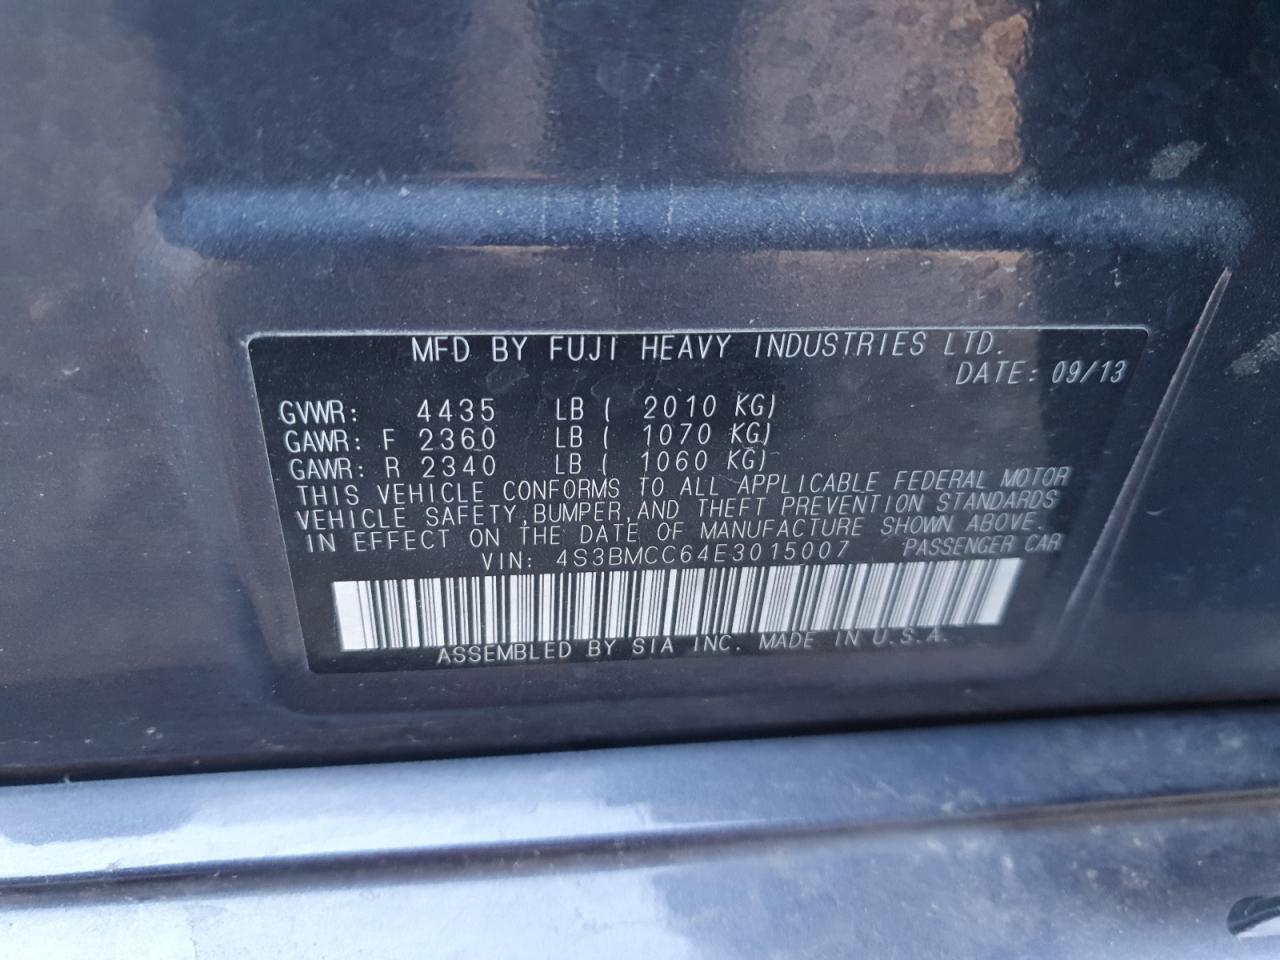 MFD BY FUJI HEAVY INDUSTRIES LTD.
DATE: 09/13
GVWR: 4435 LB ( 2010 KG)
GAWR: F 2360 LB ( 1070 KG)
GAWR: R 2340 LB ( 1060 KG)
THIS VEHICLE CONFORMS TO ALL APPLICABLE FEDERAL MOTOR
VEHICLE SAFETY, BUMPER, AND THEFT PREVENTION STANDARDS
IN EFFECT ON THE DATE OF MANUFACTURE SHOWN ABOVE.
VIN: 4S3BMCC64E3015007 PASSENGER CAR
ASSEMBLED BY SIA INC. MADE IN U.S.A.